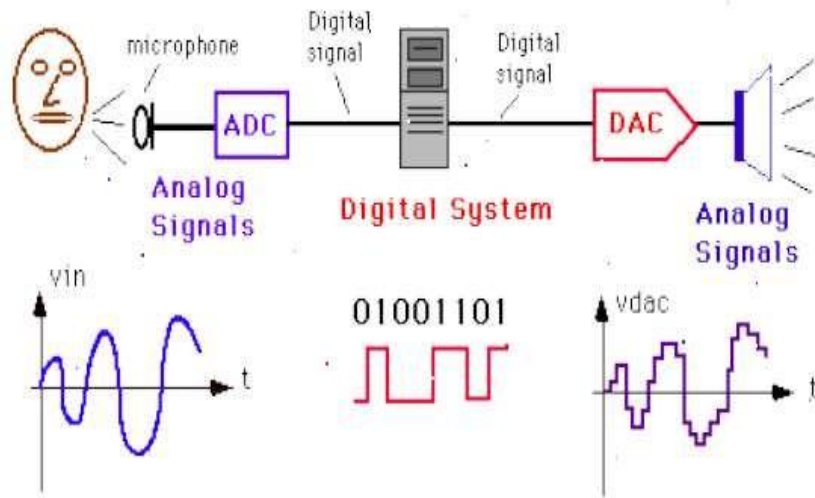 microphone
Digital
signal
Digital
signal
ADC
DAC
Analog
Signals
Digital System
Analog
Signals
vin
t
01001101
vdac
t